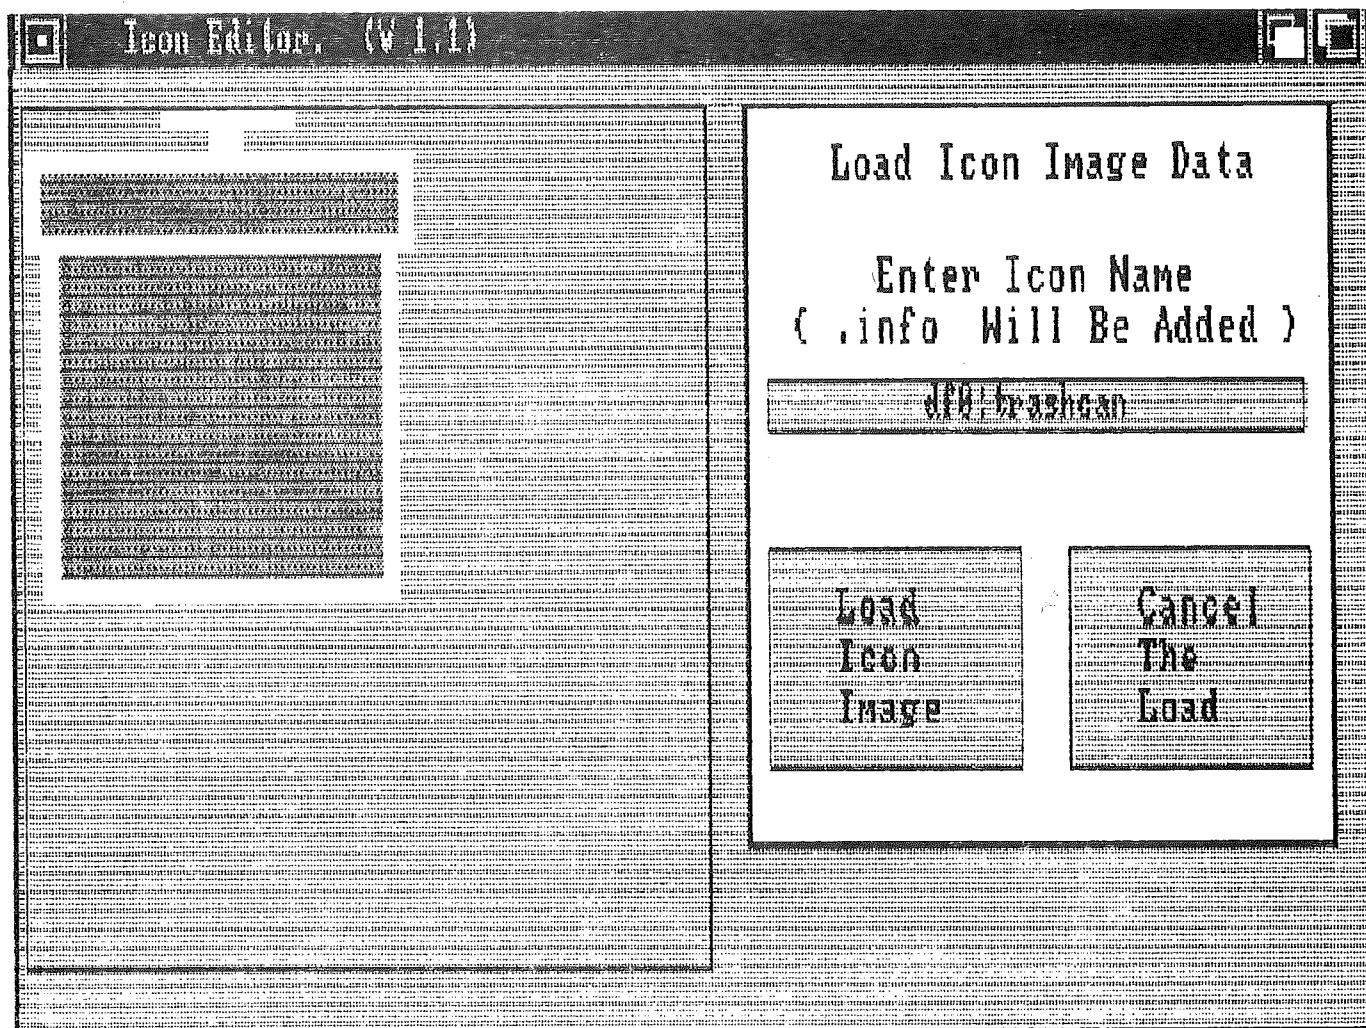 Icon Editor. (V 1.1)
Load Icon Image Data
Enter Icon Name
( .info Will Be Added )
df0:trashcan
Load
Icon
Image
Cancel
The
Load